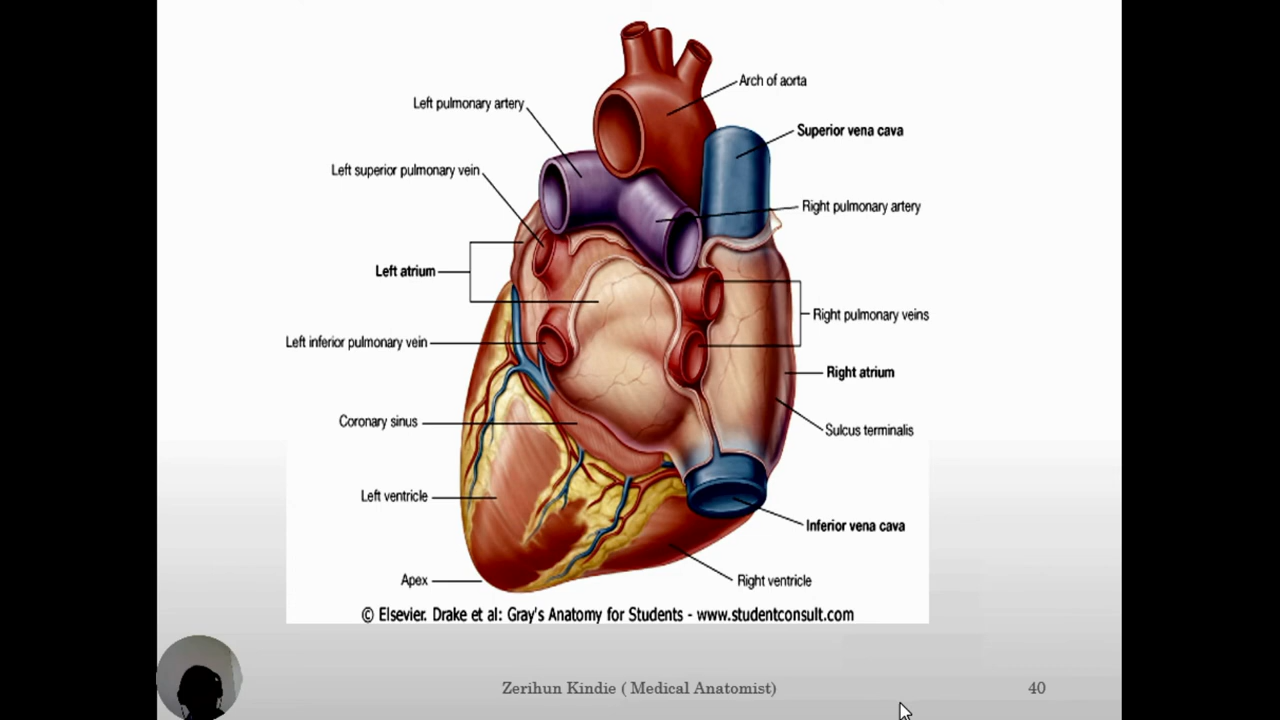 Arch of aorta
Left pulmonary artery
Superior vena cava
Left superior pulmonary vein
Right pulmonary artery
Left atrium
Right pulmonary veins
Left inferior pulmonary vein
Right atrium
Coronary sinus
Sulcus terminalis
Left ventricle
Inferior vena cava
Apex
Right ventricle
© Elsevier. Drake et al: Gray's Anatomy for Students - www.studentconsult.com
Zerihun Kindie ( Medical Anatomist)
40